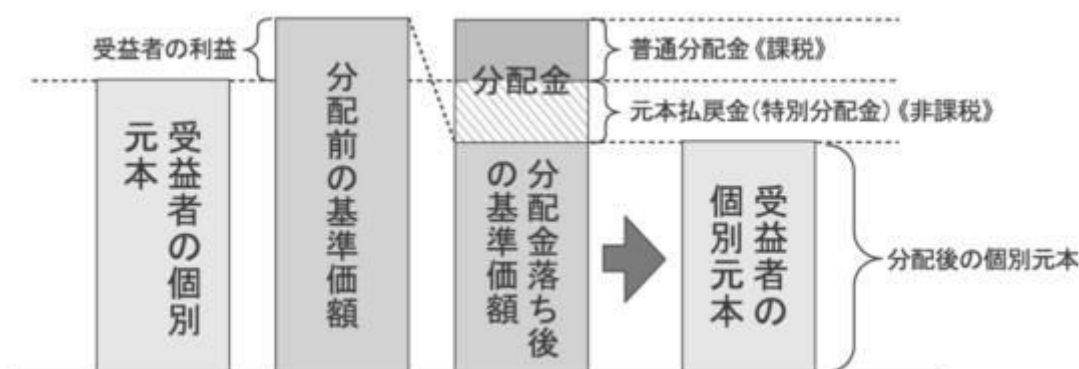 受益者の利益
受益者の個別
元本
分配前の基準価額
分配金
分配金落ち後
の基準価額
普通分配金《課税》
元本払戻金(特別分配金)《非課税》
受益者の
個別元本
分配後の個別元本